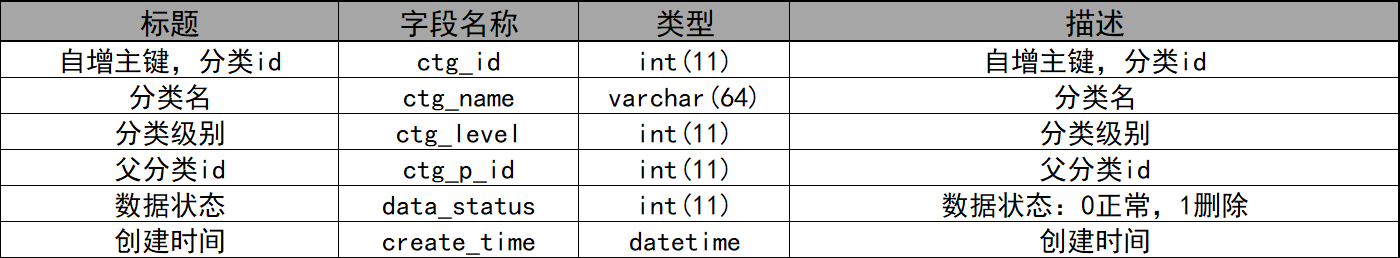 标题 字段名称 类型 描述
自增主键，分类id ctg_id int(11) 自增主键，分类id
分类名 ctg_name varchar(64) 分类名
分类级别 ctg_level int(11) 分类级别
父分类id ctg_p_id int(11) 父分类id
数据状态 data_status int(11) 数据状态：0正常，1删除
创建时间 create_time datetime 创建时间